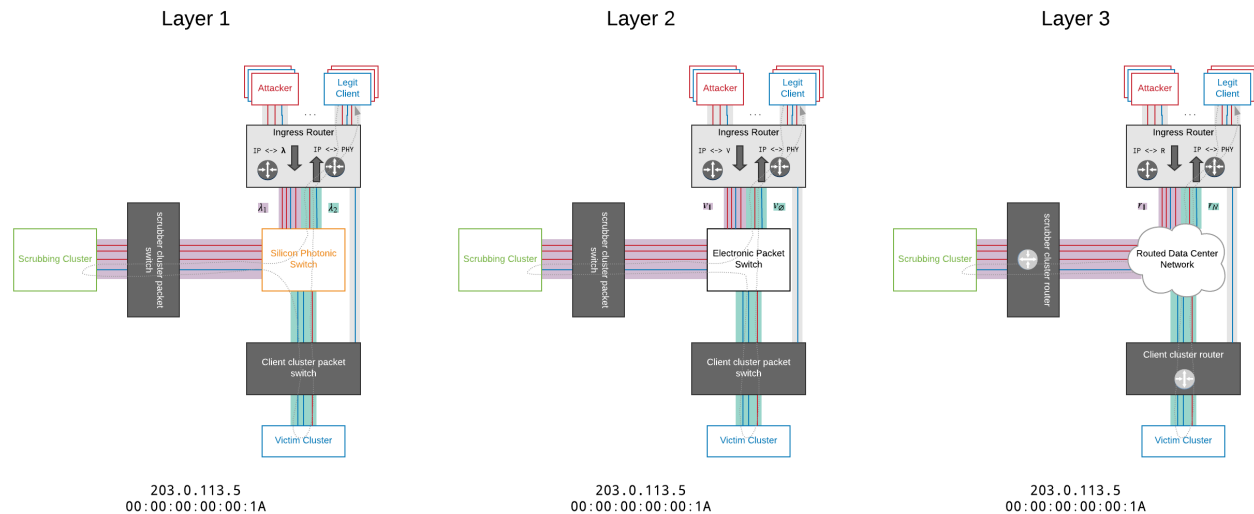 Layer 1
Attacker
Legit
Client
...
Ingress Router
IP <-> λ
IP <-> PHY
λ1
λ2
scrubber cluster packet
switch
Scrubbing Cluster
Silicon Photonic
Switch
Client cluster packet
switch
Victim Cluster
203.0.113.5
00:00:00:00:00:1A
Layer 2
Attacker
Legit
Client
...
Ingress Router
IP <-> V
IP <-> PHY
scrubber cluster packet
switch
Scrubbing Cluster
Electronic Packet
Switch
Client cluster packet
switch
Victim Cluster
203.0.113.5
00:00:00:00:00:1A
Layer 3
Attacker
Legit
Client
...
Ingress Router
IP <-> R
IP <-> PHY
rN
scrubber cluster router
Scrubbing Cluster
Routed Data Center
Network
Client cluster router
Victim Cluster
203.0.113.5
00:00:00:00:00:1A